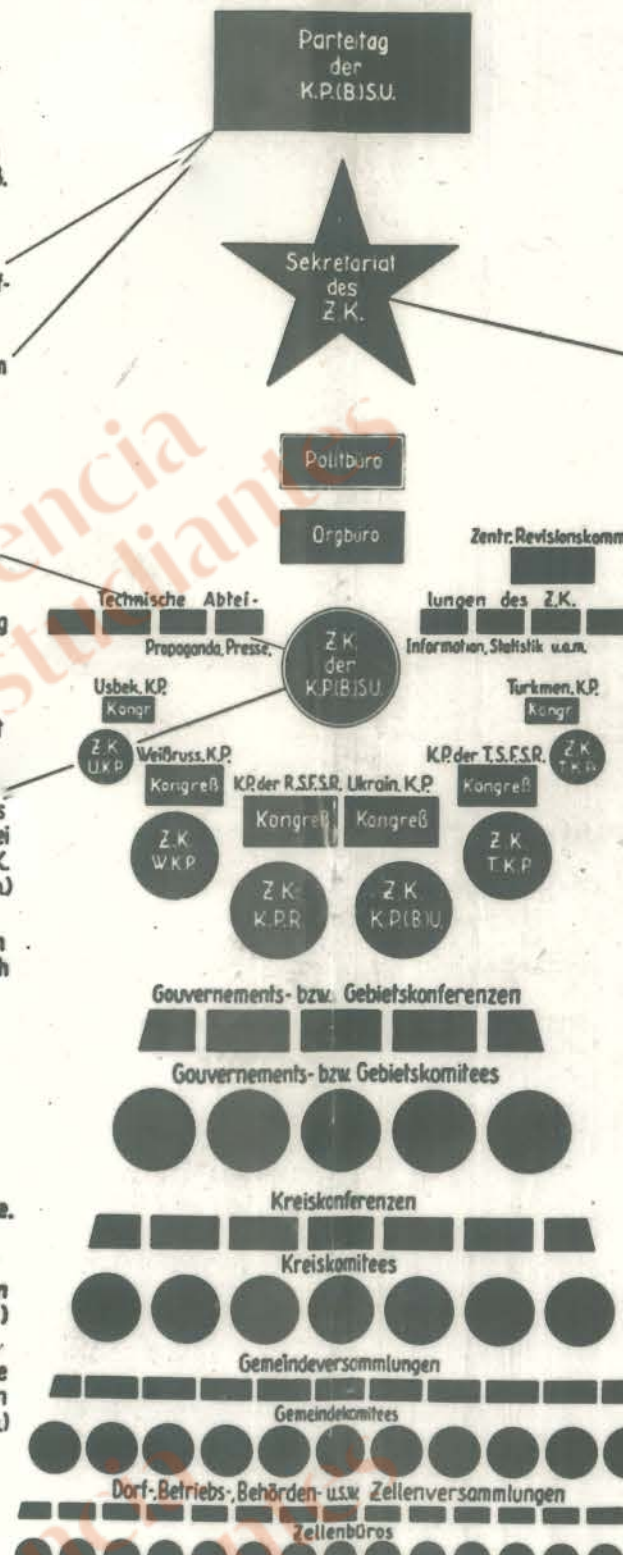 Parteitag
der
K.P.(B)S.U.
Sekretariat
des
Z.K.
Politbüro
Orgbüro
Zentr. Revisionskomm
Technische Abtei-
lungen des Z.K.
Propaganda, Presse,
Information, Statistik u.a.m.
Z.K.
der
K.P.(B)S.U.
Usbek. K.P.
Kongr
Z.K.
U.K.P.
Turkmen. K.P.
Kongr
Z.K.
T.K.P.
Weißruss. K.P.
Kongreß
Z.K.
W.K.P.
K.P. der R.S.F.S.R.
Kongreß
Z.K.
K.P.R
Ukrain. K.P.
Kongreß
Z.K.
K.P.(B)U.
K.P. der T.S.F.S.R.
Kongreß
Z.K.
T.K.P
Gouvernements- bzw. Gebietskonferenzen
Gouvernements- bzw. Gebietskomitees
Kreiskonferenzen
Kreiskomitees
Gemeindeversammlungen
Gemeindekomitees
Dorf-, Betriebs-, Behörden- u.s.w. Zellenversammlungen
Zellenbüros